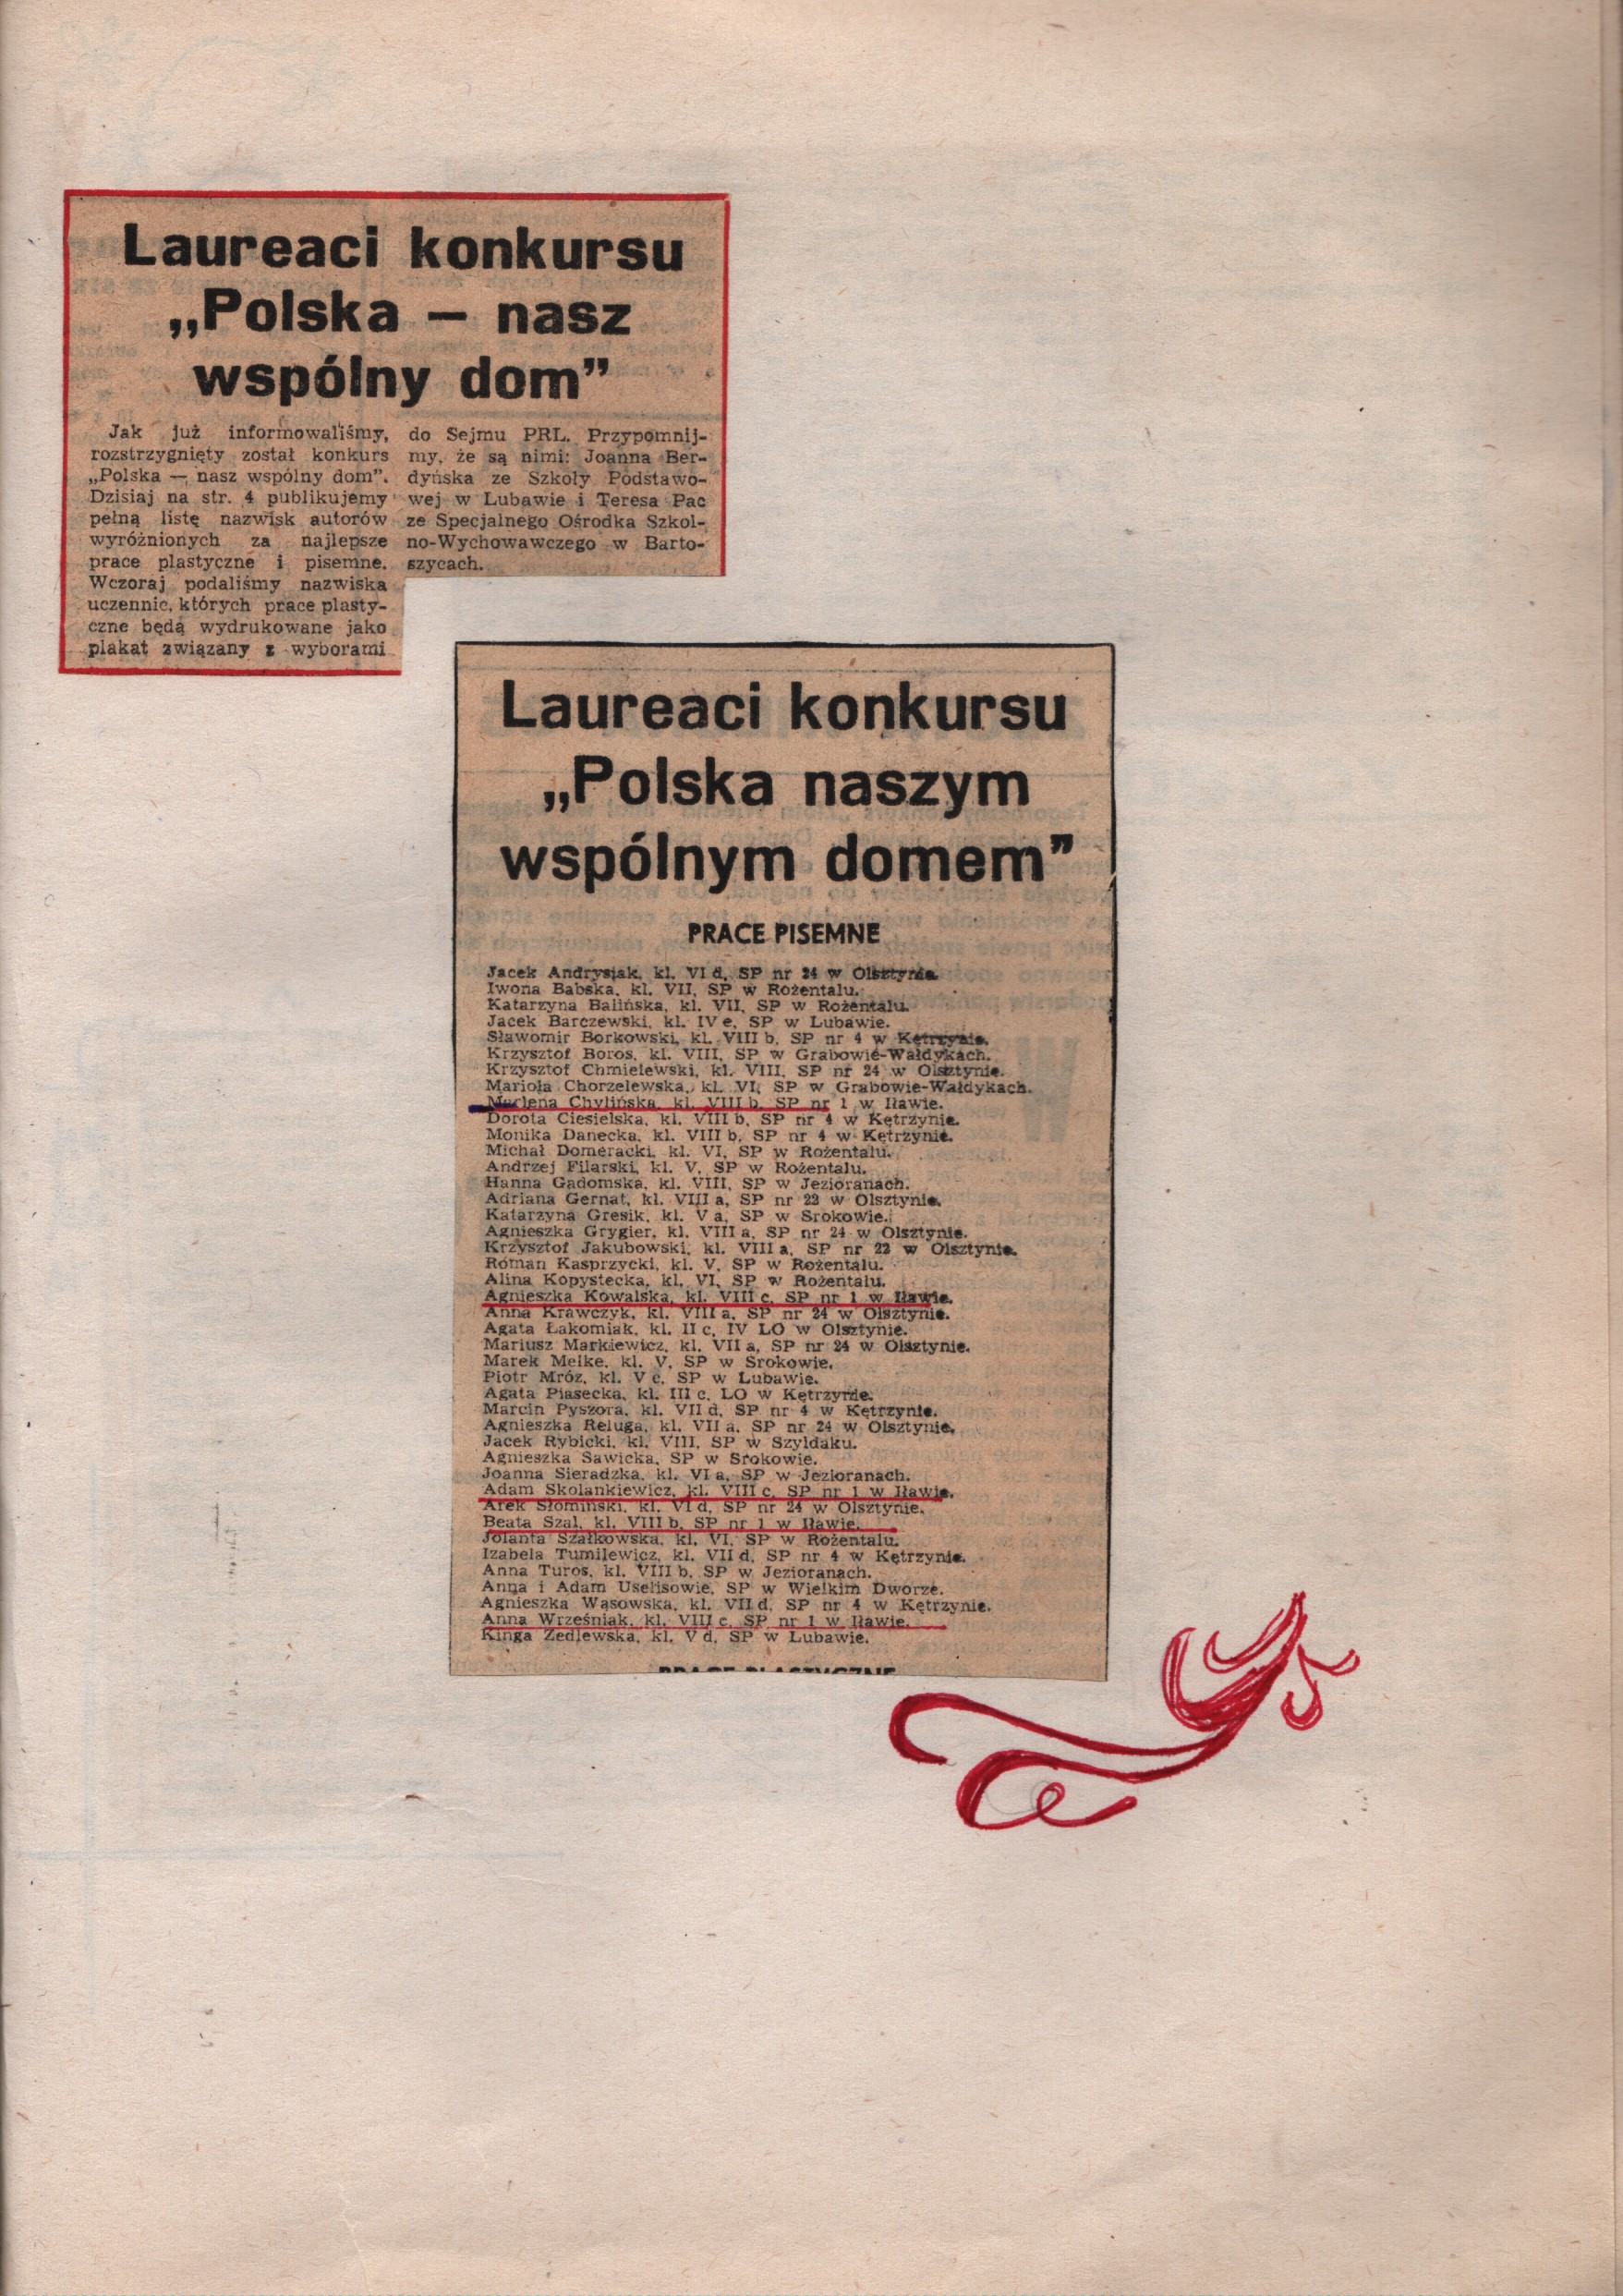 Laureaci konkursu
„Polska — nasz
wspólny dom”
Jak już informowaliśmy,
rozstrzygnięty został konkurs
„Polska — nasz wspólny dom”.
Dzisiaj na str. 4 publikujemy
pełną listę nazwisk autorów
wyróżnionych za najlepsze
prace plastyczne i pisemne.
Wczoraj podaliśmy nazwiska
uczennic, których prace plasty-
czne będą wydrukowane jako
plakat związany z wyborami
do Sejmu PRL. Przypomnij-
my, że są nimi: Joanna Ber-
dyńska ze Szkoły Podstawo-
wej w Lubawie i Teresa Pac
ze Specjalnego Ośrodka Szkol-
no-Wychowawczego w Barto-
szycach.
Laureaci konkursu
„Polska naszym
wspólnym domem”
PRACE PISEMNE
Jacek Andrysiak, kl. VI d, SP nr 24 w Olsztynie.
Iwona Babska, kl. VII, SP w Rożentalu.
Katarzyna Balińska, kl. VII, SP w Rożentalu.
Jacek Barczewski, kl. IV e, SP w Lubawie.
Sławomir Borkowski, kl. VIII b, SP nr 4 w Kętrzynie.
Krzysztof Boros, kl. VIII, SP w Grabowie-Wałdykach.
Krzysztof Chmielewski, kl. VIII, SP nr 24 w Olsztynie.
Mariola Chorzelewska, kl. VI, SP w Grabowie-Wałdykach.
Marlena Chylińska, kl. VIII b, SP nr 1 w Iławie.
Dorota Ciesielska, kl. VIII b, SP nr 4 w Kętrzynie.
Monika Danecka, kl. VIII b, SP nr 4 w Kętrzynie.
Michał Domeracki, kl. VI, SP w Rożentalu.
Andrzej Filarski, kl. V, SP w Rożentalu.
Hanna Gadomska, kl. VIII, SP w Jezioranach.
Adriana Gernat, kl. VIII a, SP nr 22 w Olsztynie.
Katarzyna Gresik, kl. V a, SP w Srokowie.
Agnieszka Grygier, kl. VIII a, SP nr 24 w Olsztynie.
Krzysztof Jakubowski, kl. VIII a, SP nr 22 w Olsztynie.
Roman Kasprzycki, kl. V, SP w Rożentalu.
Alina Kopystecka, kl. VI, SP w Rożentalu.
Agnieszka Kowalska, kl. VIII c, SP nr 1 w Iławie.
Anna Krawczyk, kl. VIII a, SP nr 24 w Olsztynie.
Agata Łakomiak, kl. II c, IV LO w Olsztynie.
Mariusz Markiewicz, kl. VII a, SP nr 24 w Olsztynie.
Marek Melke, kl. V, SP w Srokowie.
Piotr Mróz, kl. V c, SP w Lubawie.
Agata Piasecka, kl. III c, LO w Kętrzynie.
Marcin Pyszora, kl. VII d, SP nr 4 w Kętrzynie.
Agnieszka Reluga, kl. VII a, SP nr 24 w Olsztynie.
Jacek Rybicki, kl. VIII, SP w Szyldaku.
Agnieszka Sawicka, SP w Srokowie.
Joanna Sieradzka, kl. VI a, SP w Jezioranach.
Adam Skolankiewicz, kl. VIII c, SP nr 1 w Iławie.
Arek Słomiński, kl. VI d, SP nr 24 w Olsztynie.
Beata Szal, kl. VIII b, SP nr 1 w Iławie.
Jolanta Szałkowska, kl. VI, SP w Rożentalu.
Izabela Tumilewicz, kl. VII d, SP nr 4 w Kętrzynie.
Anna Turos, kl. VIII b, SP w Jezioranach.
Anna i Adam Uselisowie, SP w Wielkim Dworze.
Agnieszka Wąsowska, kl. VII d, SP nr 4 w Kętrzynie.
Anna Wrześniak, kl. VIII c, SP nr 1 w Iławie.
Kinga Zedlewska, kl. V d, SP w Lubawie.
PRACE PLASTYCZNE